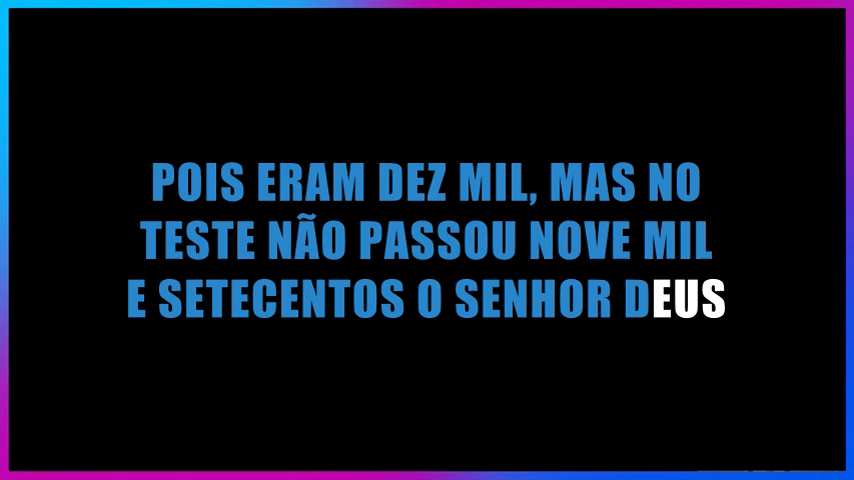 POIS ERAM DEZ MIL, MAS NO
TESTE NÃO PASSOU NOVE MIL
E SETECENTOS O SENHOR DEUS